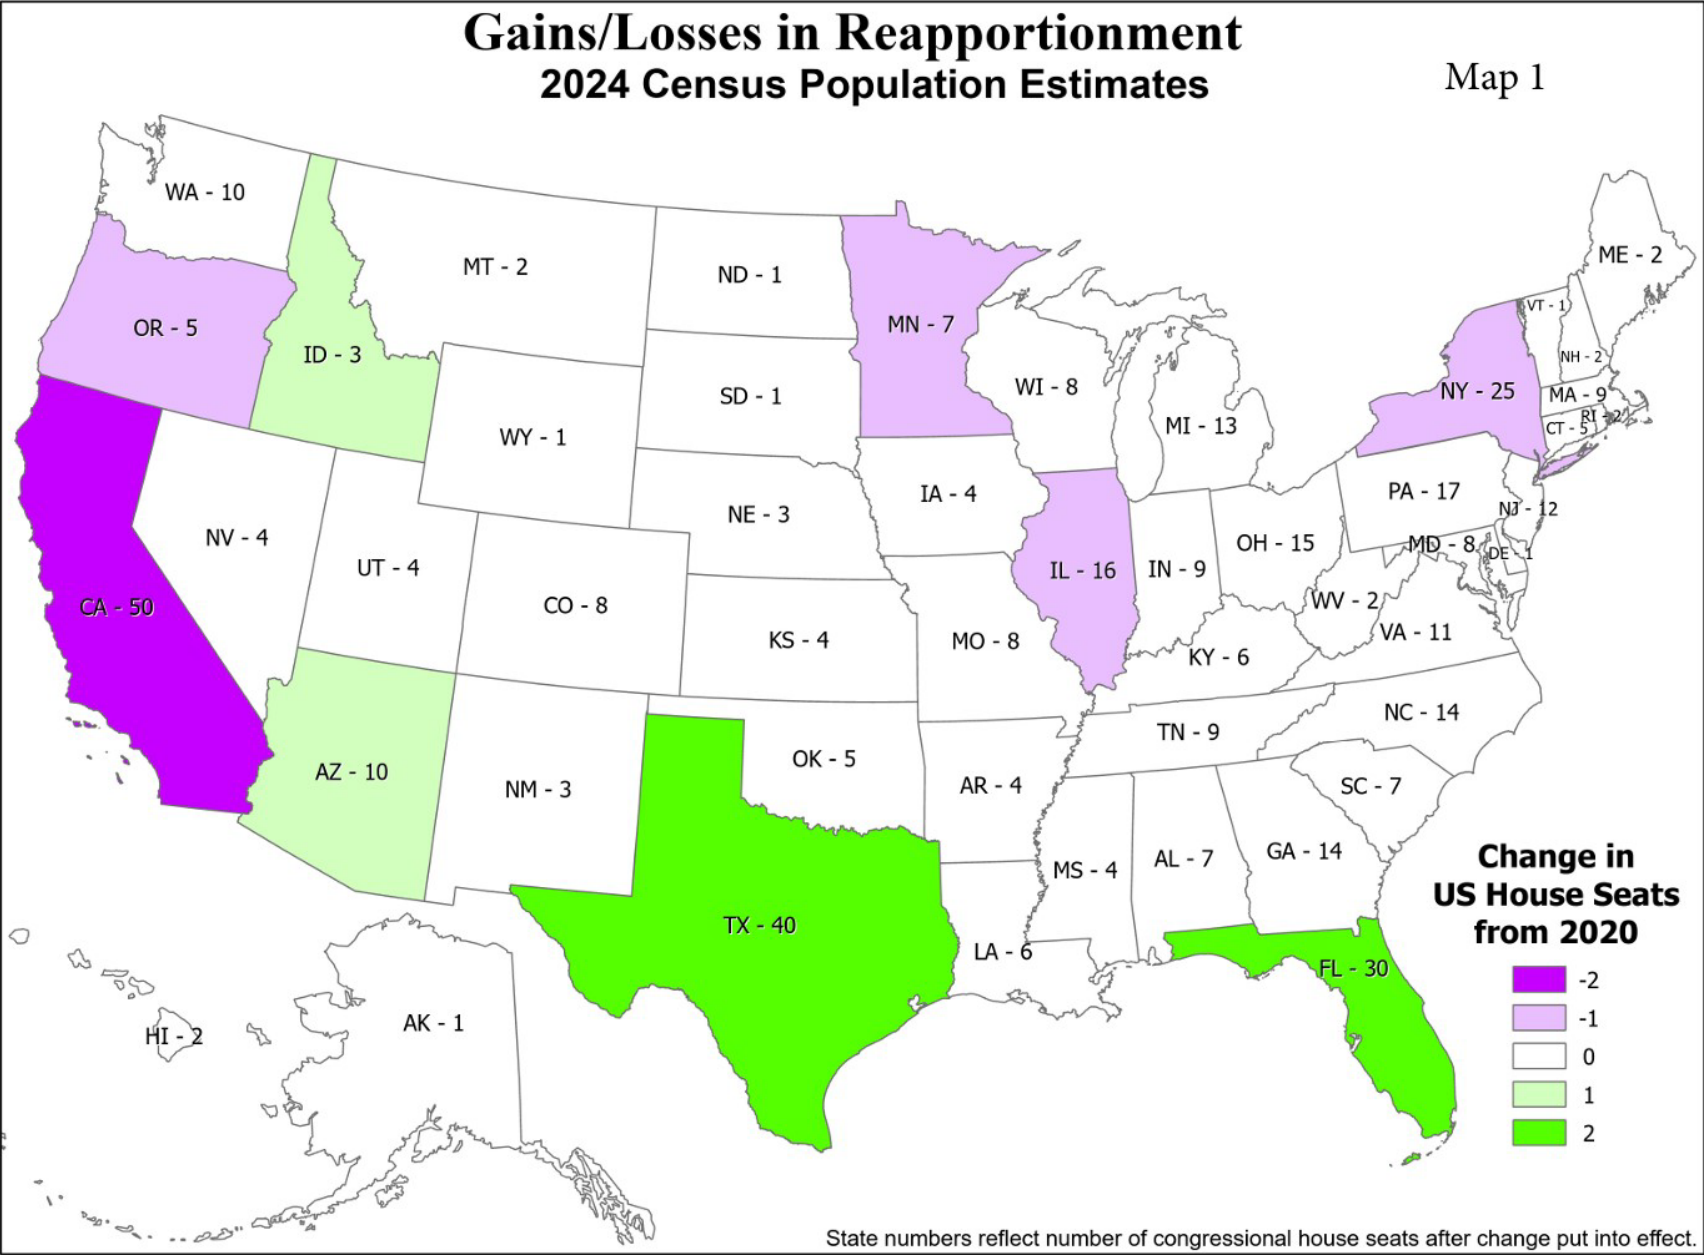 Gains/Losses in Reapportionment
2024 Census Population Estimates
Map 1
WA - 10
MT - 2
ND - 1
MN - 7
ME - 2
VT - 1
NH - 2
OR - 5
ID - 3
SD - 1
WI - 8
MI - 13
NY - 25
MA - 9
RI - 2
CT - 5
WY - 1
IA - 4
NE - 3
PA - 17
NJ - 12
NV - 4
UT - 4
CO - 8
IL - 16
IN - 9
OH - 15
MD - 8
DE - 1
CA - 50
KS - 4
MO - 8
WV - 2
VA - 11
KY - 6
NC - 14
TN - 9
AZ - 10
NM - 3
OK - 5
AR - 4
SC - 7
MS - 4
AL - 7
GA - 14
TX - 40
LA - 6
FL - 30
HI - 2
AK - 1
Change in
US House Seats
from 2020
-2
-1
0
1
2
State numbers reflect number of congressional house seats after change put into effect.